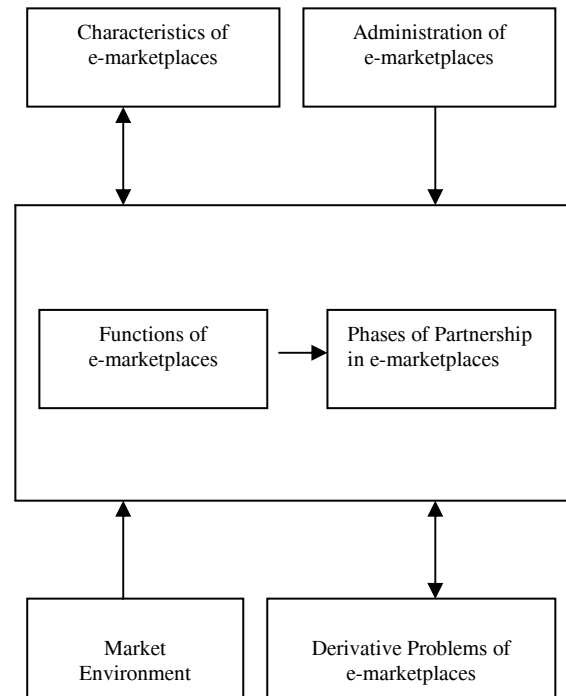 Characteristics of
e-marketplaces
Administration of
e-marketplaces
Functions of
e-marketplaces
Phases of Partnership
in e-marketplaces
Market
Environment
Derivative Problems of
e-marketplaces